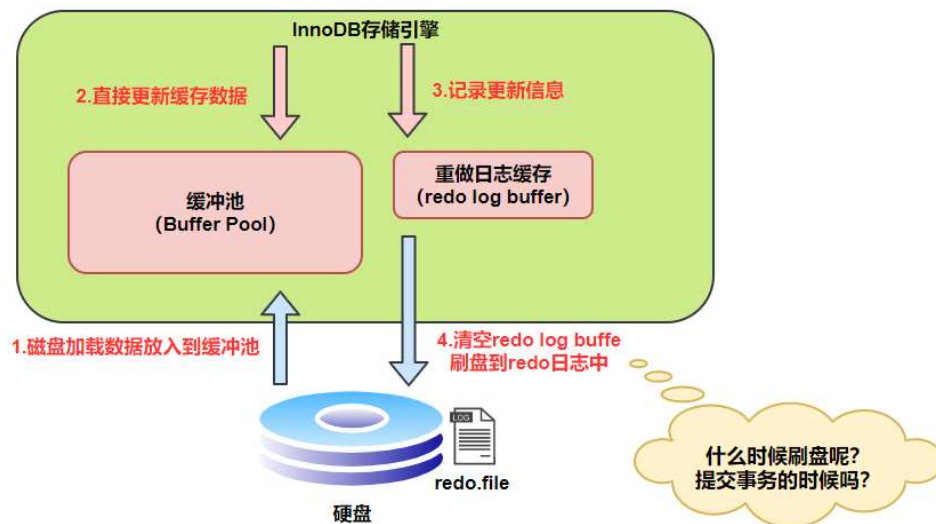 InnoDB存储引擎
2.直接更新缓存数据
3.记录更新信息
缓冲池
（Buffer Pool）
重做日志缓存
（redo log buffer）
1.磁盘加载数据放入到缓冲池
4.清空redo log buffe
刷盘到redo日志中
LOG
redo.file
硬盘
什么时候刷盘呢？
提交事务的时候吗？